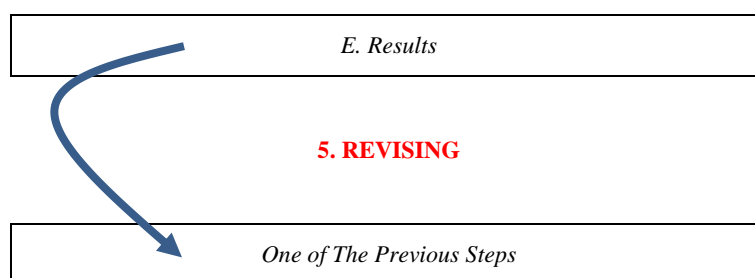 E. Results
5. REVISING
One of The Previous Steps